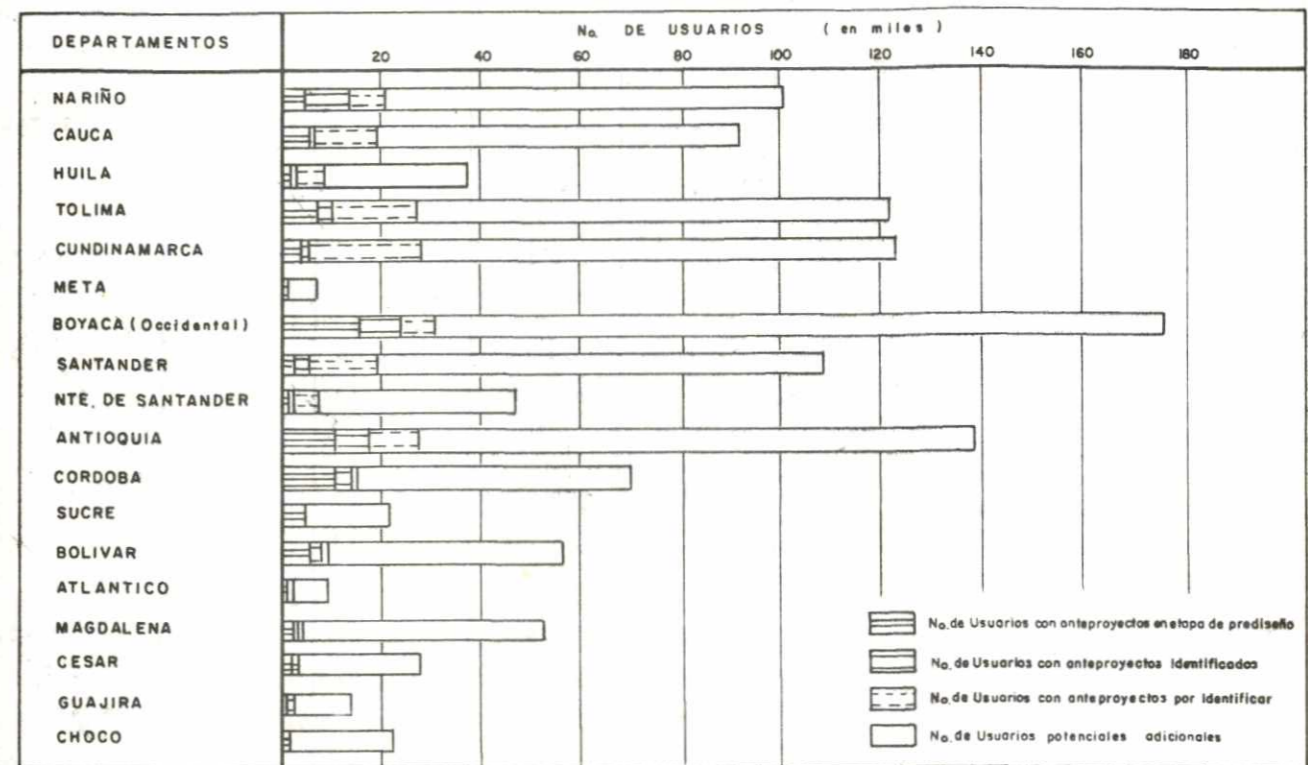 DEPARTAMENTOS
No. DE USUARIOS ( en miles )
20 40 60 80 100 120 140 160 180
NARIÑO
CAUCA
HUILA
TOLIMA
CUNDINAMARCA
META
BOYACA (Occidental)
SANTANDER
NTE. DE SANTANDER
ANTIOQUIA
CORDOBA
SUCRE
BOLIVAR
ATLANTICO
MAGDALENA
CESAR
GUAJIRA
CHOCO
No. de Usuarios con anteproyectos en etapa de prediseño
No. de Usuarios con anteproyectos Identificados
No. de Usuarios con anteproyectos por Identificar
No. de Usuarios potenciales adicionales